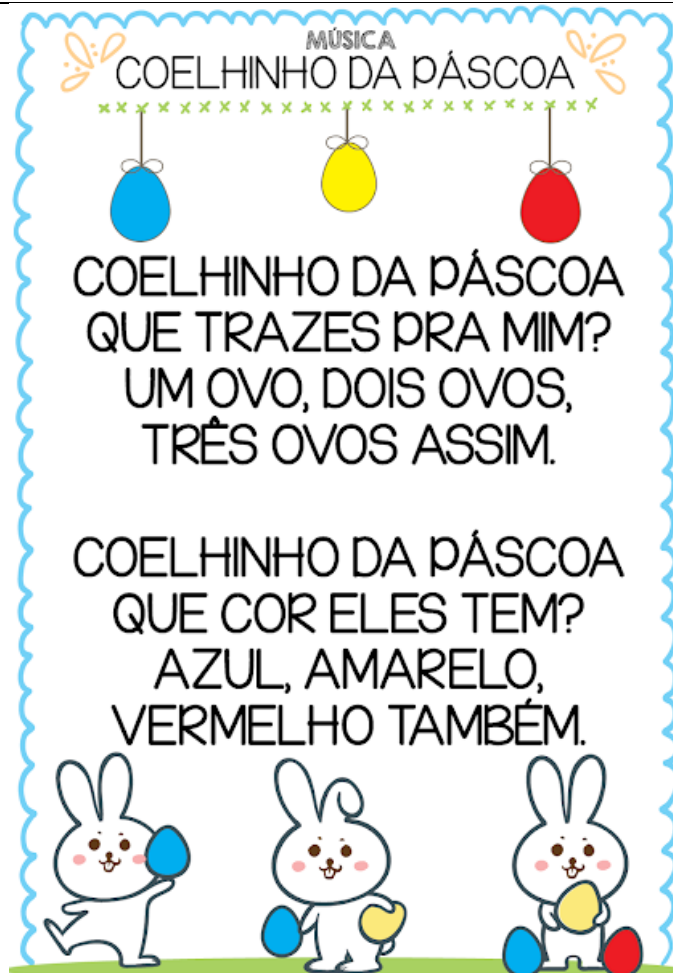 MÚSICA
COELHINHO DA PÁSCOA
COELHINHO DA PÁSCOA
QUE TRAZES PRA MIM?
UM OVO, DOIS OVOS,
TRÊS OVOS ASSIM.
COELHINHO DA PÁSCOA
QUE COR ELES TEM?
AZUL, AMARELO,
VERMELHO TAMBÉM.